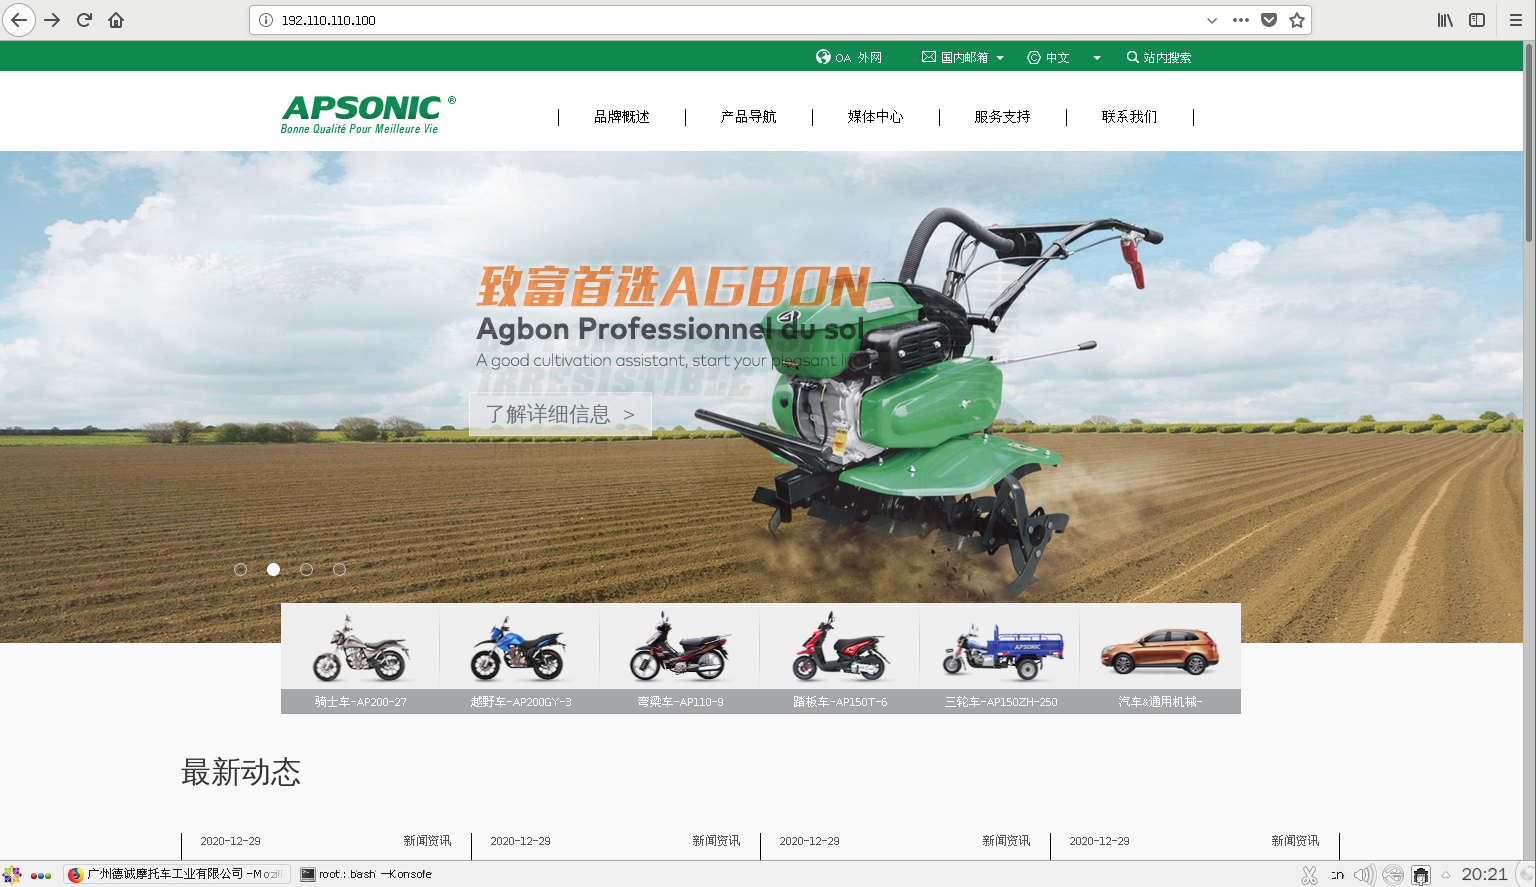 192.110.110.100
OA 外网 国内邮箱 中文 站内搜索
APSONIC ®
Bonne Qualité Pour Meilleure Vie
品牌概述 产品导航 媒体中心 服务支持 联系我们
致富首选AGBON
Agbon Professionnel du sol
A good cultivation assistant, start your pleasant life
IRRESISTIBLE
了解详细信息 >
APSONIC
骑士车-AP200-27 越野车-AP200GY-3 弯梁车-AP110-9 踏板车-AP150T-6 三轮车-AP150ZH-250 汽车&通用机械-
最新动态
2020-12-29 新闻资讯 2020-12-29 新闻资讯 2020-12-29 新闻资讯 2020-12-29 新闻资讯
广州德诚摩托车工业有限公司 -Mozil root : bash —Konsole cn 20:21